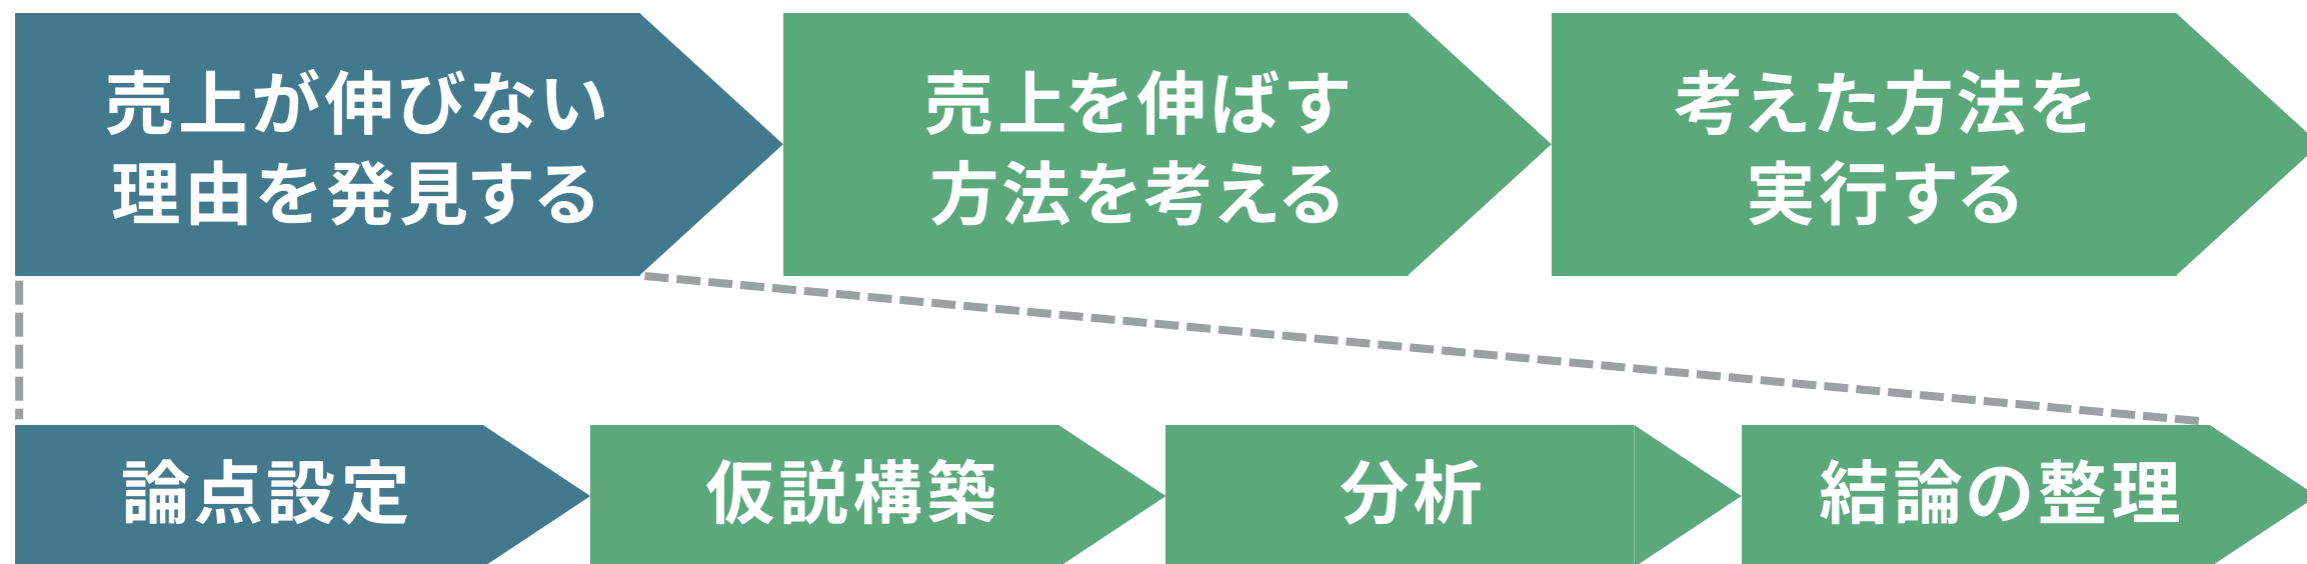 売上が伸びない
理由を発見する
売上を伸ばす
方法を考える
考えた方法を
実行する
論点設定
仮説構築
分析
結論の整理